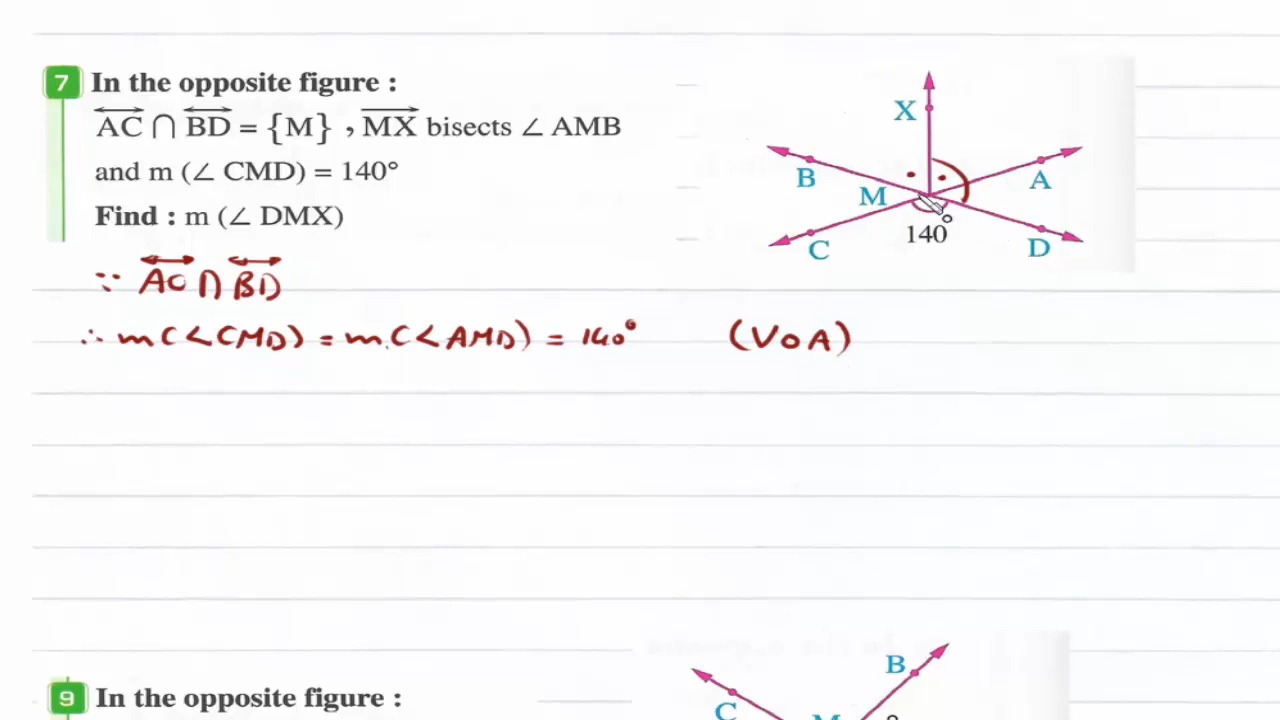 7 In the opposite figure :
AC ∩ BD = {M} , MX bisects ∠ AMB
and m (∠ CMD) = 140°
Find : m (∠ DMX)
X
B
A
M
C
D
140°
∵ AC ∩ BD
∴ m (∠CMD) = m (∠AMD) = 140° (VOA)
9 In the opposite figure :
B
C
M